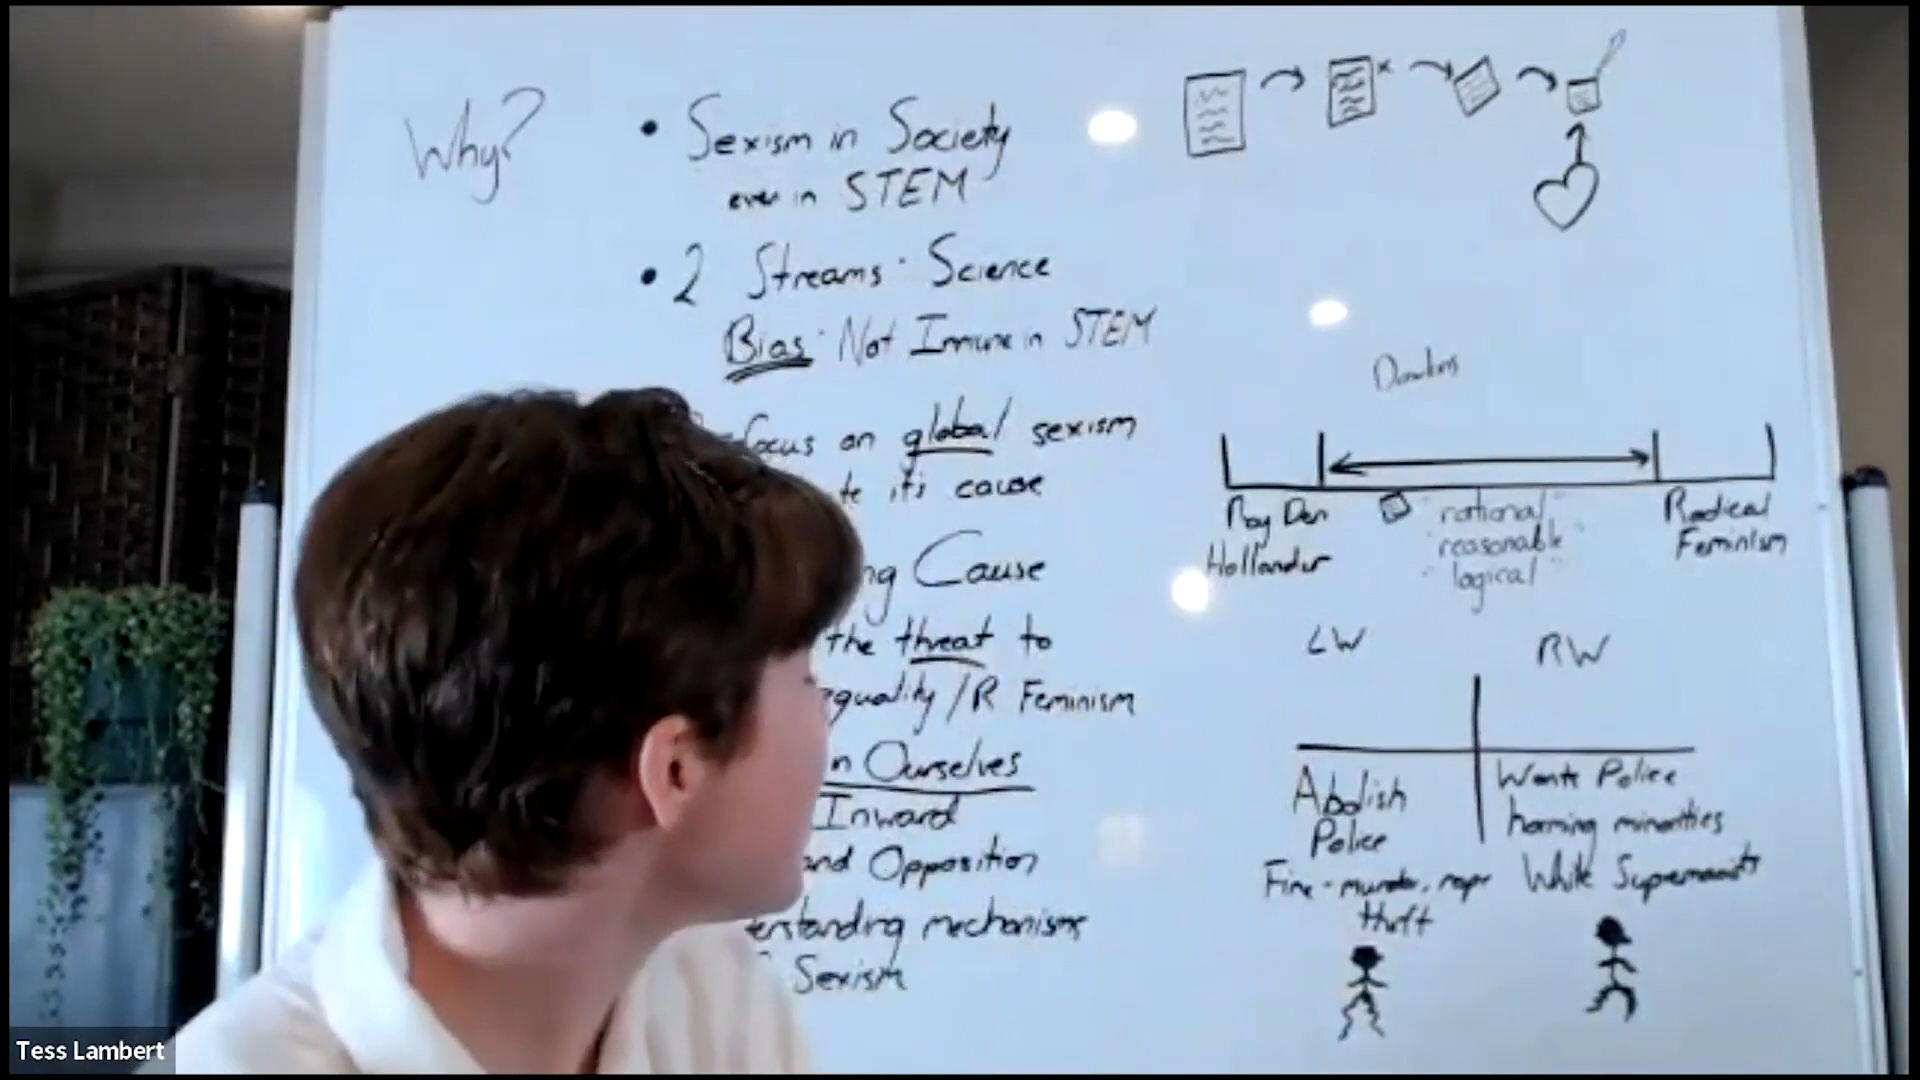 Why?
• Sexism in Society
even in STEM
• 2 Streams · Science
Bias · Not Immune in STEM
focus on global sexism
it's cause
ng Cause
the threat to
equality / R Feminism
n Ourselves
Inward
and Opposition
erstanding mechanisms
Sexism
Dawkins
Roy Den
Hollander
"rational"
"reasonable"
"logical"
Radical
Feminism
LW
RW
Abolish
Police
Fine - murder, rape
theft
Wants Police
harming minorities
White Supremacists
Tess Lambert